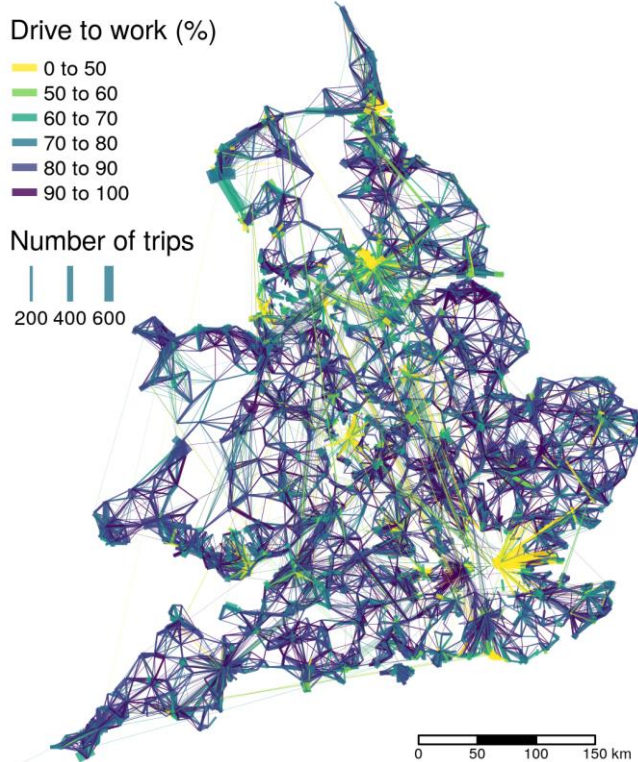 Drive to work (%)
0 to 50
50 to 60
60 to 70
70 to 80
80 to 90
90 to 100
Number of trips
200 400 600
0 50 100 150 km